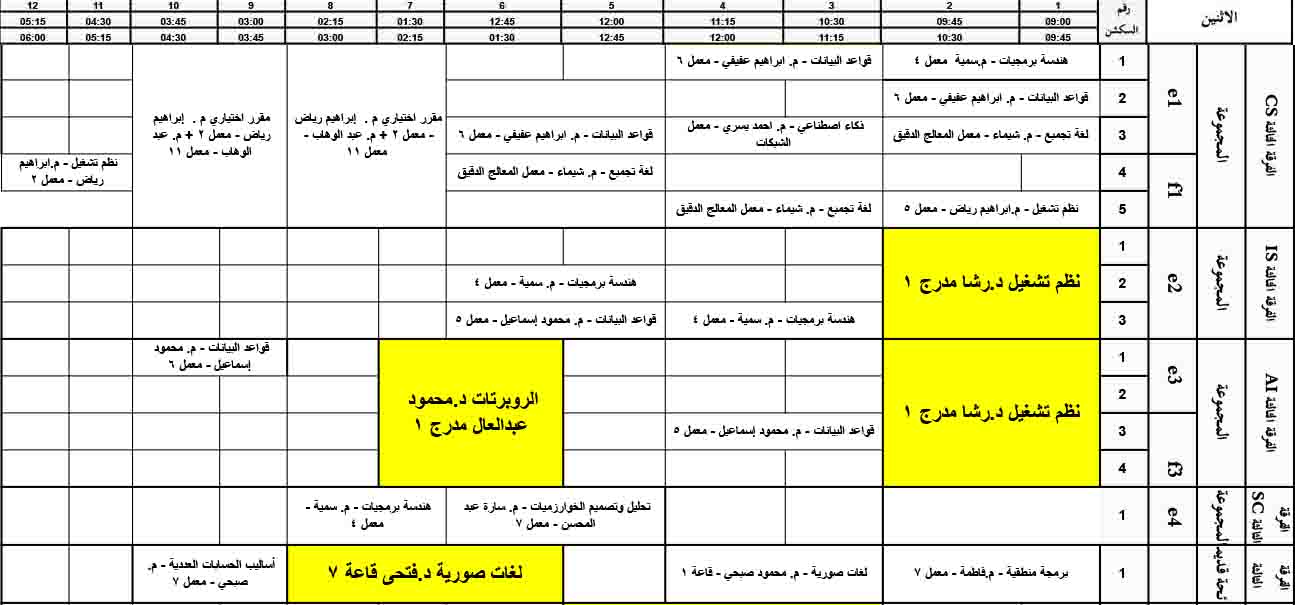 الاثنين
رقم السكشن
1 2 3 4 5 6 7 8 9 10 11 12
09:00 09:45 10:30 11:15 12:00 12:45 01:30 02:15 03:00 03:45 04:30 05:15
09:45 10:30 11:15 12:00 12:45 01:30 02:15 03:00 03:45 04:30 05:15 06:00
الفرقة الثالثة CS
المجموعة
e1
1
هندسة برمجيات - م.سمية معمل ٤
قواعد البيانات - م. ابراهيم عفيفي - معمل ٦
مقرر اختياري م . إبراهيم رياض
- معمل ٢ + م. عبد الوهاب -
معمل ١١
مقرر اختياري م . إبراهيم
رياض - معمل ٢ + م. عبد
الوهاب - معمل ١١
2
قواعد البيانات - م. ابراهيم عفيفي - معمل ٦
3
لغة تجميع - م. شيماء - معمل المعالج الدقيق
ذكاء اصطناعي - م. احمد يسري - معمل
الشبكات
قواعد البيانات - م. ابراهيم عفيفي - معمل ٦
f1
4
لغة تجميع - م. شيماء - معمل المعالج الدقيق
نظم تشغيل - م.ابراهيم
رياض - معمل ٢
5
نظم تشغيل - م.ابراهيم رياض - معمل ٥
لغة تجميع - م. شيماء - معمل المعالج الدقيق
الفرقة الثالثة IS
المجموعة
e2
1
نظم تشغيل د.رشا مدرج ١
2
هندسة برمجيات - م. سمية - معمل ٤
3
هندسة برمجيات - م. سمية - معمل ٤
قواعد البيانات - م. محمود إسماعيل - معمل ٥
الفرقة الثالثة AI
المجموعة
e3
1
نظم تشغيل د.رشا مدرج ١
الروبرتات د.محمود
عبدالعال مدرج ١
قواعد البيانات - م. محمود
إسماعيل - معمل ٦
2
f3
3
قواعد البيانات - م. محمود إسماعيل - معمل ٥
4
الفرقة
الثالثة SC
المجموعة
e4
1
تحليل وتصميم الخوارزميات - م. سارة عبد
المحسن - معمل ٧
هندسة برمجيات - م. سمية -
معمل ٤
الفرقة
الثالثة
ئحة قديم
1
برمجة منطقية - م.فاطمة - معمل ٧
لغات صورية - م. محمود صبحي - قاعة ١
لغات صورية د.فتحى قاعة ٧
أساليب الحسابات العددية - م.
صبحي - معمل ٧